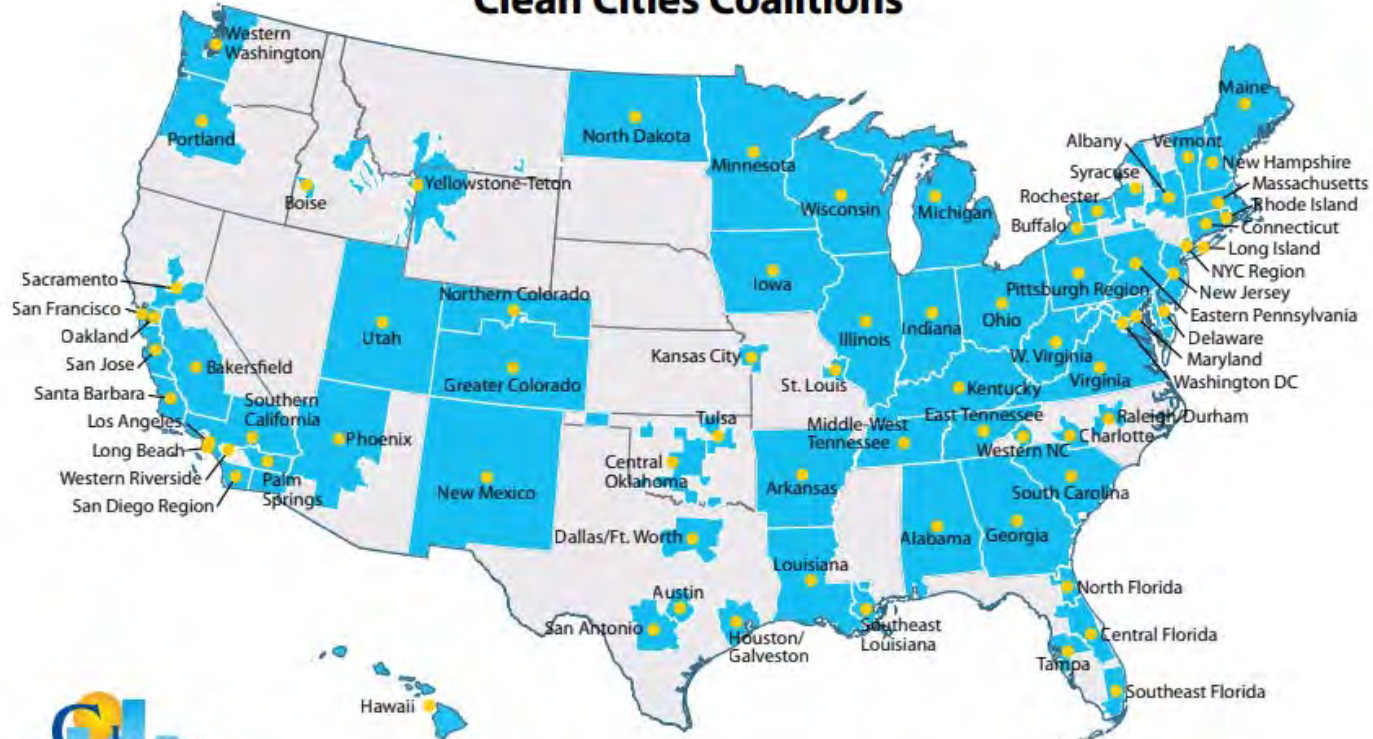 Clean Cities Coalitions
Western
Washington
Portland
Boise
Yellowstone-Teton
North Dakota
Minnesota
Wisconsin
Michigan
Iowa
Illinois
Indiana
Ohio
Maine
Albany
Vermont
New Hampshire
Syracuse
Massachusetts
Rochester
Rhode Island
Buffalo
Connecticut
Long Island
NYC Region
New Jersey
Pittsburgh Region
Eastern Pennsylvania
Delaware
Maryland
Washington DC
W. Virginia
Virginia
Kentucky
Sacramento
San Francisco
Oakland
San Jose
Bakersfield
Santa Barbara
Southern
California
Los Angeles
Long Beach
Western Riverside
San Diego Region
Palm
Springs
Utah
Northern Colorado
Greater Colorado
Phoenix
New Mexico
Kansas City
St. Louis
Tulsa
Central
Oklahoma
Middle-West
Tennessee
East Tennessee
Western NC
Raleigh/Durham
Charlotte
South Carolina
Arkansas
Alabama
Georgia
Dallas/Ft. Worth
Louisiana
Austin
San Antonio
Houston/
Galveston
Southeast
Louisiana
North Florida
Central Florida
Tampa
Southeast Florida
Hawaii